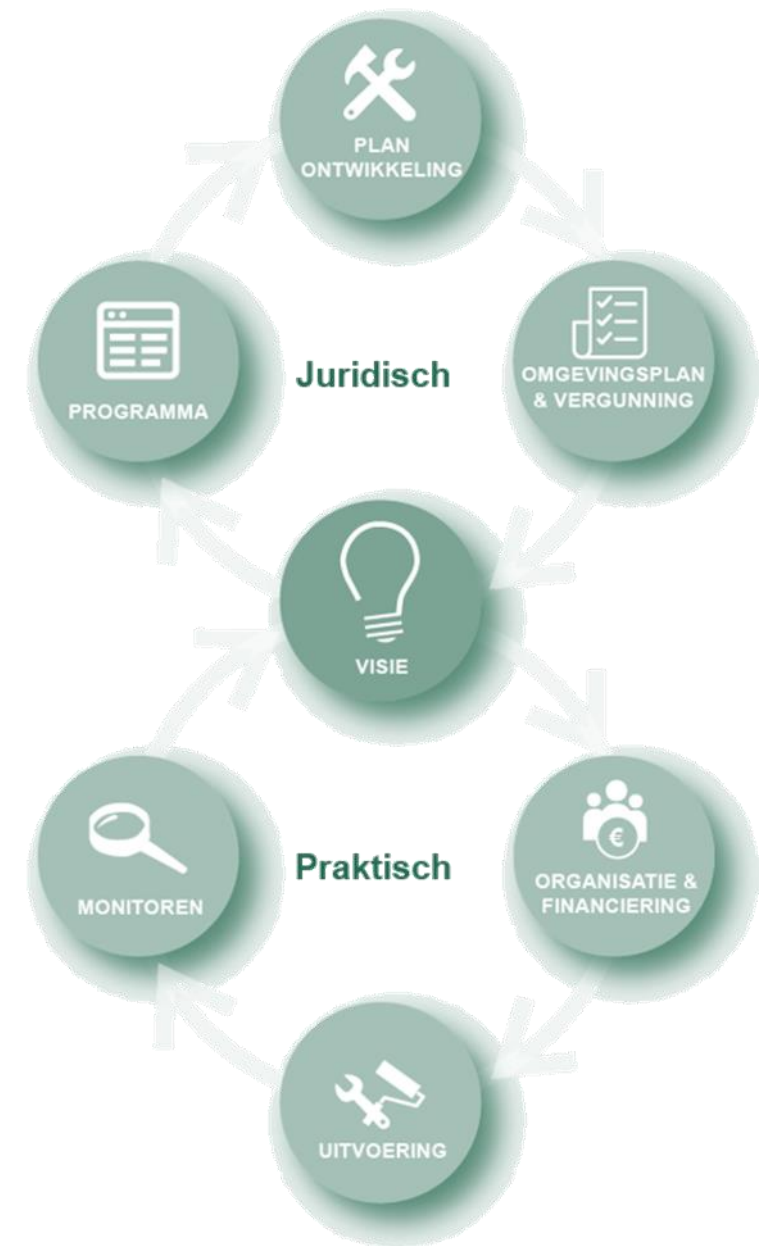 PLAN
ONTWIKKELING
PROGRAMMA
Juridisch
OMGEVINGSPLAN
& VERGUNNING
VISIE
MONITOREN
Praktisch
ORGANISATIE &
FINANCIERING
€
UITVOERING